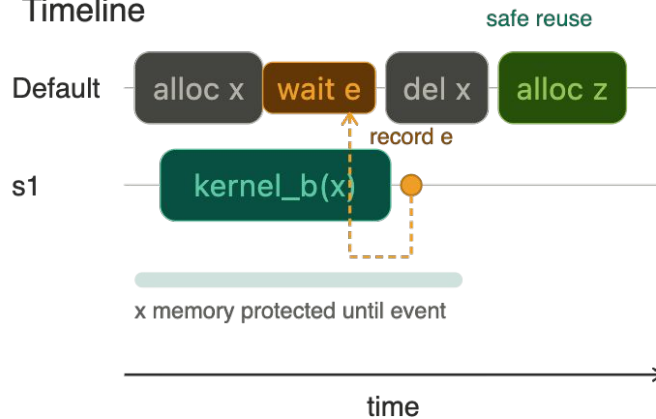 Timeline
safe reuse
Default
alloc x
wait e
del x
alloc z
record e
s1
kernel_b(x)
x memory protected until event
time